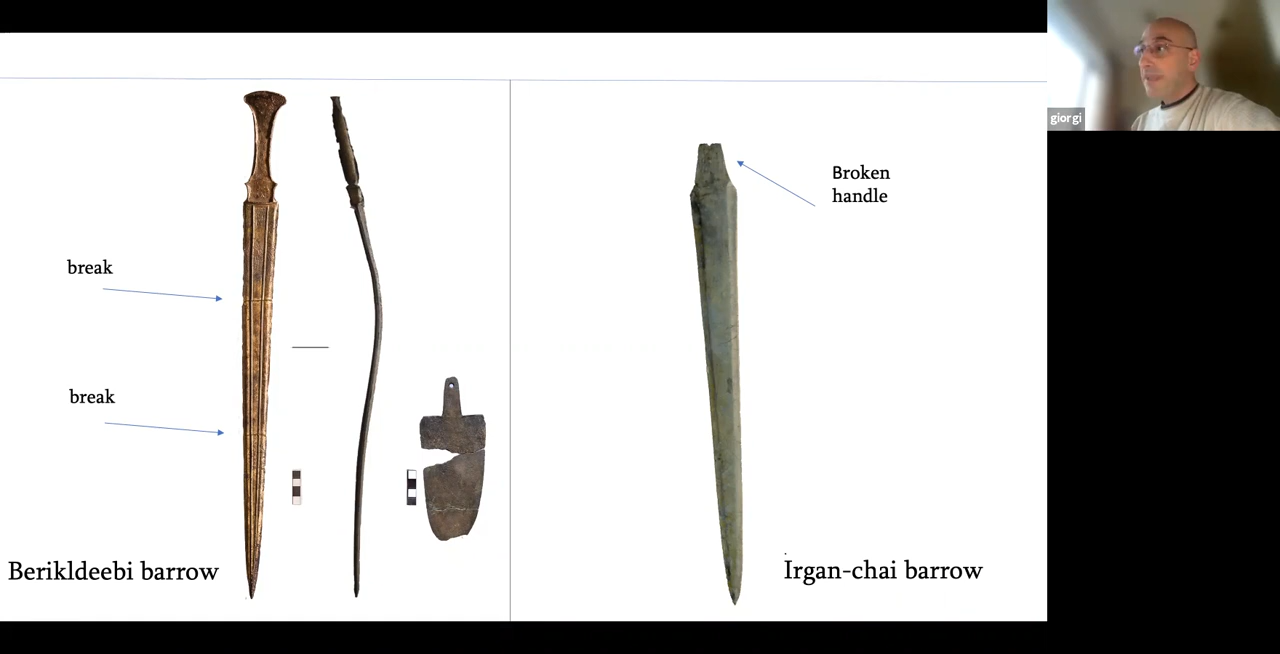 giorgi
Broken
handle
break
break
Berikldeebi barrow
Irgan-chai barrow